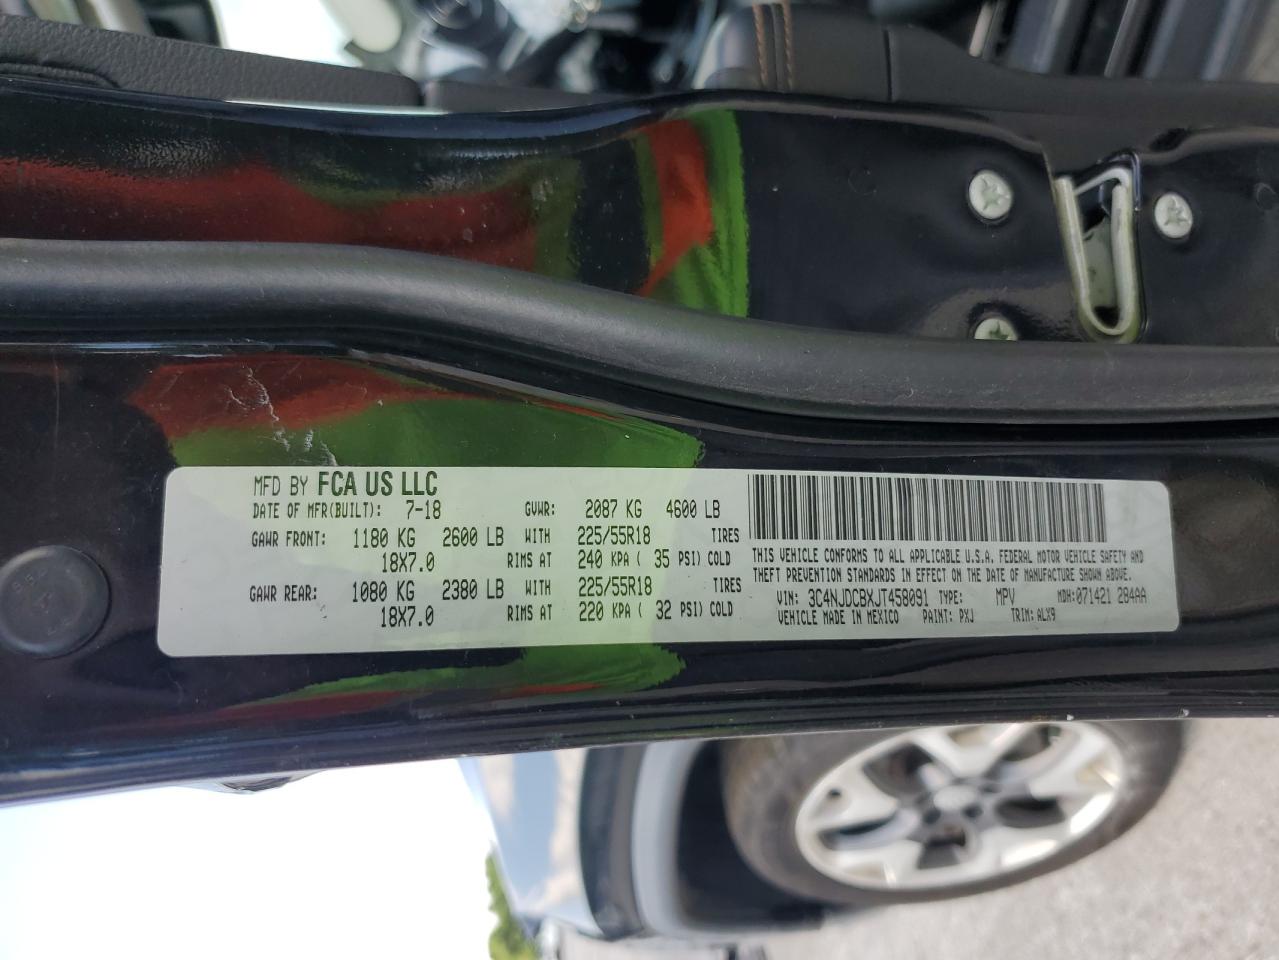 MFD BY FCA US LLC
DATE OF MFR(BUILT): 7-18 GVWR: 2087 KG 4600 LB
GAWR FRONT: 1180 KG 2600 LB WITH 225/55R18 TIRES
18X7.0 RIMS AT 240 KPA ( 35 PSI) COLD
GAWR REAR: 1080 KG 2380 LB WITH 225/55R18 TIRES
18X7.0 RIMS AT 220 KPA ( 32 PSI) COLD
THIS VEHICLE CONFORMS TO ALL APPLICABLE U.S.A. FEDERAL MOTOR VEHICLE SAFETY AND
THEFT PREVENTION STANDARDS IN EFFECT ON THE DATE OF MANUFACTURE SHOWN ABOVE.
VIN: 3C4NJDCBXJT458091 TYPE: MPV MDH:071421 284AA
VEHICLE MADE IN MEXICO PAINT: PXJ TRIM: ALX9